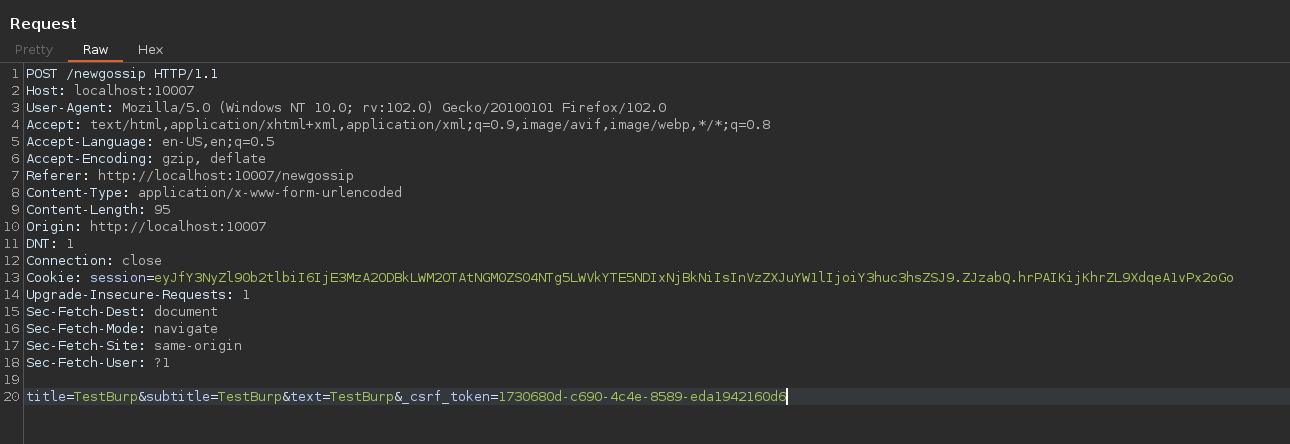 Request
Pretty Raw Hex
1 POST /newgossip HTTP/1.1
2 Host: localhost:10007
3 User-Agent: Mozilla/5.0 (Windows NT 10.0; rv:102.0) Gecko/20100101 Firefox/102.0
4 Accept: text/html,application/xhtml+xml,application/xml;q=0.9,image/avif,image/webp,*/*;q=0.8
5 Accept-Language: en-US,en;q=0.5
6 Accept-Encoding: gzip, deflate
7 Referer: http://localhost:10007/newgossip
8 Content-Type: application/x-www-form-urlencoded
9 Content-Length: 95
10 Origin: http://localhost:10007
11 DNT: 1
12 Connection: close
13 Cookie: session=eyJfY3NyZl90b2tlbiI6IjE3MzA2ODBkLWM2OTAtNGM0ZS04NTg5LWVkYTE5NDIxNjBkNiIsInVzZXJuYW1lIjoiY3huc3hsZSJ9.ZJzabQ.hrPAIKijKhrZL9XdqeA1vPx2oGo
14 Upgrade-Insecure-Requests: 1
15 Sec-Fetch-Dest: document
16 Sec-Fetch-Mode: navigate
17 Sec-Fetch-Site: same-origin
18 Sec-Fetch-User: ?1
19
20 title=TestBurp&subtitle=TestBurp&text=TestBurp&_csrf_token=1730680d-c690-4c4e-8589-eda1942160d6